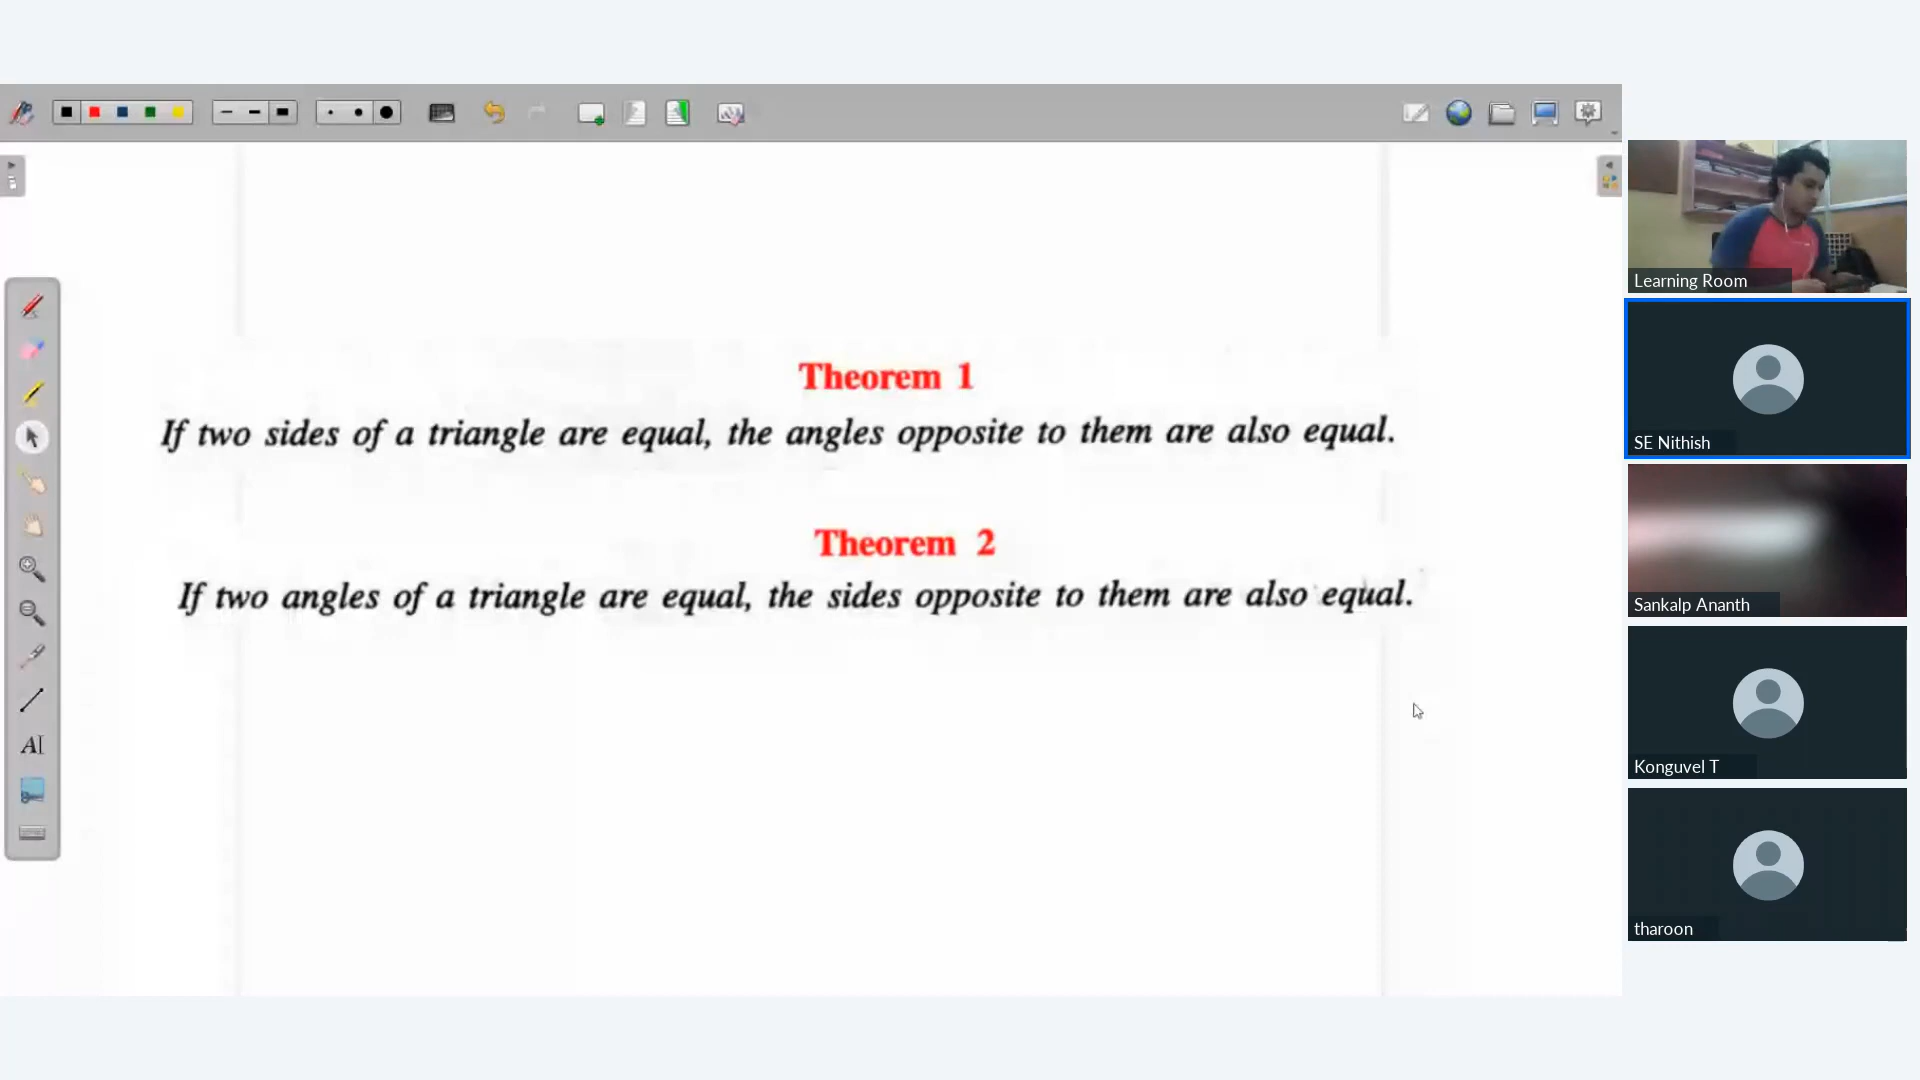 Theorem 1
If two sides of a triangle are equal, the angles opposite to them are also equal.
Theorem 2
If two angles of a triangle are equal, the sides opposite to them are also equal.
AI
Learning Room
SE Nithish
Sankalp Ananth
Konguvel T
tharoon